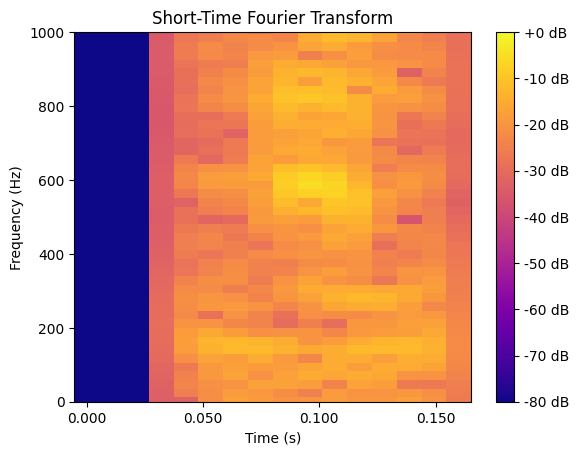 Short-Time Fourier Transform
1000
800
600
400
200
0
Frequency (Hz)
0.000
0.050
0.100
0.150
Time (s)
+0 dB
-10 dB
-20 dB
-30 dB
-40 dB
-50 dB
-60 dB
-70 dB
-80 dB